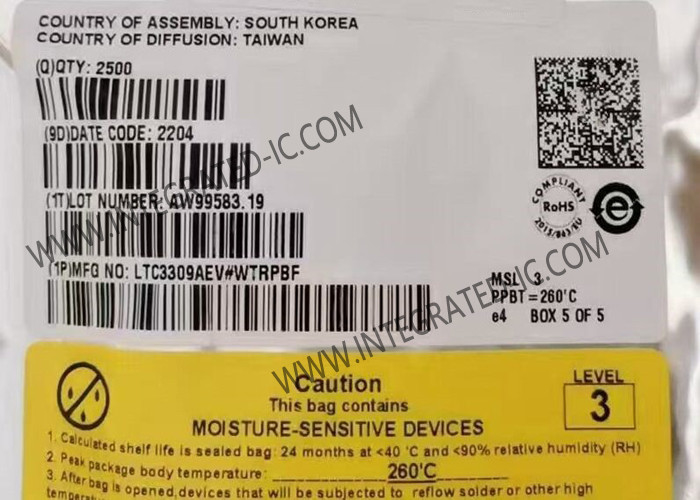 COUNTRY OF ASSEMBLY: SOUTH KOREA
COUNTRY OF DIFFUSION: TAIWAN
(Q)QTY: 2500
(9D)DATE CODE: 2204
(1T)LOT NUMBER: AW99583.19
(1P)MFG NO: LTC3309AEV#WTRPBF
COMPLIANT
RoHS
2015/863/EU
e
MSL 3
PPBT=260'C
e4 BOX 5 OF 5
WWW.INTEGRATED-IC.COM
WWW.INTEGRATED-IC.COM
Caution
This bag contains
MOISTURE-SENSITIVE DEVICES
LEVEL
3
1. Calculated shelf life is sealed bag: 24 months at <40 'C and <90% relative humidity (RH)
2. Peak package body temperature: 260'C
3. After bag is opened, devices that will be subjected to reflow solder or other high